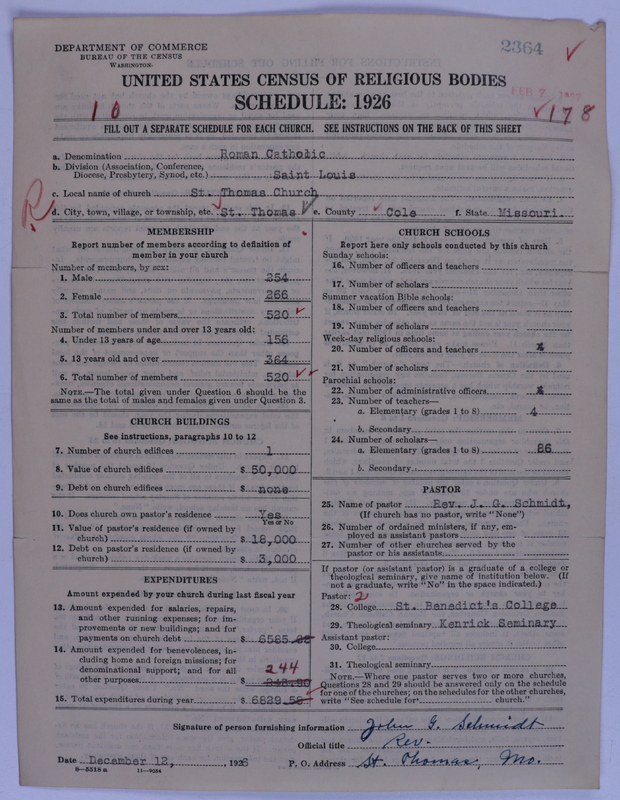 DEPARTMENT OF COMMERCE
BUREAU OF THE CENSUS
WASHINGTON
2364
UNITED STATES CENSUS OF RELIGIOUS BODIES
FEB 7
SCHEDULE: 1926
10
178
FILL OUT A SEPARATE SCHEDULE FOR EACH CHURCH. SEE INSTRUCTIONS ON THE BACK OF THIS SHEET
a. Denomination Roman Catholic
b. Division (Association, Conference, Diocese, Presbytery, Synod, etc.) Saint Louis
c. Local name of church St. Thomas Church
R
d. City, town, village, or township, etc. St. Thomas e. County Cole f. State Missouri.
MEMBERSHIP
Report number of members according to definition of
member in your church
Number of members, by sex:
1. Male 254
2. Female 266
3. Total number of members 520
Number of members under and over 13 years old:
4. Under 13 years of age 156
5. 13 years old and over 364
6. Total number of members 520
NOTE.—The total given under Question 6 should be
same as the total of males and females given under Question 3.
CHURCH BUILDINGS
See instructions, paragraphs 10 to 12
7. Number of church edifices 1
8. Value of church edifices $ 50,000
9. Debt on church edifices $ none
10. Does church own pastor's residence Yes
Yes or No
11. Value of pastor's residence (if owned by
church) $ 18,000
12. Debt on pastor's residence (if owned by
church) $ 3,000
EXPENDITURES
Amount expended by your church during last fiscal year
13. Amount expended for salaries, repairs,
and other running expenses; for im-
provements or new buildings; and for
payments on church debt $ 6585
14. Amount expended for benevolences, in-
cluding home and foreign missions; for
denominational support; and for all 244
other purposes $ 243.90
15. Total expenditures during year $ 6829.58
CHURCH SCHOOLS
Report here only schools conducted by this church
Sunday schools:
16. Number of officers and teachers
17. Number of scholars
Summer vacation Bible schools:
18. Number of officers and teachers
19. Number of scholars
Week-day religious schools:
20. Number of officers and teachers
21. Number of scholars
Parochial schools:
22. Number of administrative officers
23. Number of teachers—
a. Elementary (grades 1 to 8) 4
b. Secondary
24. Number of scholars—
a. Elementary (grades 1 to 8) 86
b. Secondary
PASTOR
25. Name of pastor Rev. J. G. Schmidt,
(If church has no pastor, write "None")
26. Number of ordained ministers, if any, em-
ployed as assistant pastors
27. Number of other churches served by the
pastor or his assistants
If pastor (or assistant pastor) is a graduate of a college or
theological seminary, give name of institution below. (If
not a graduate, write "No" in the space indicated.)
Pastor: 2
28. College St. Benedict's College
29. Theological seminary Kenrick Seminary
Assistant pastor:
30. College
31. Theological seminary
NOTE.—Where one pastor serves two or more churches,
Questions 28 and 29 should be answered only on the schedule
for one of the churches; on the schedules for the other churches,
write "See schedule for church."
Signature of person furnishing information John G. Schmidt
Official title Rev.
Date December 12, 1926 P. O. Address St. Thomas, Mo.
8-5518 a 11-9034